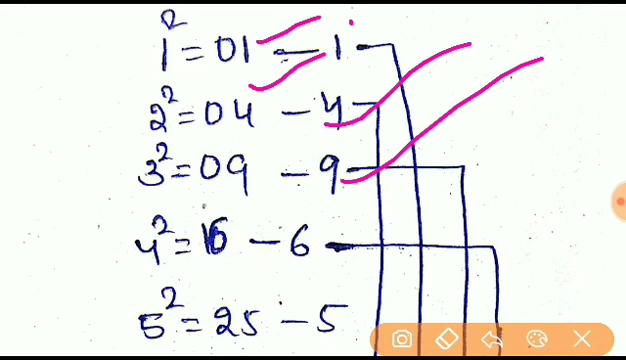 1² = 01 — 1
2² = 04 — 4
3² = 09 — 9
4² = 16 — 6
5² = 25 — 5